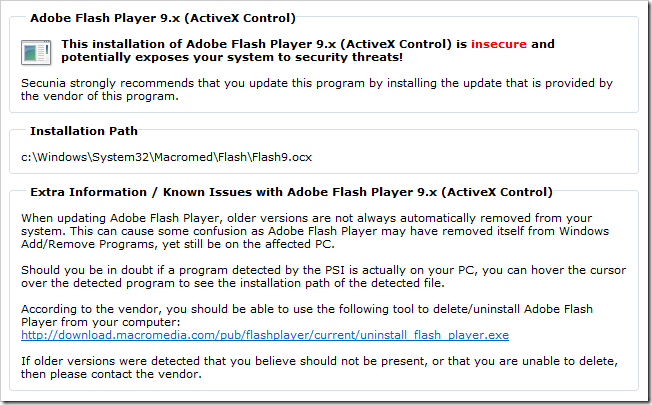 Adobe Flash Player 9.x (ActiveX Control)
This installation of Adobe Flash Player 9.x (ActiveX Control) is insecure and
potentially exposes your system to security threats!
Secunia strongly recommends that you update this program by installing the update that is provided by
the vendor of this program.
Installation Path
c:\Windows\System32\Macromed\Flash\Flash9.ocx
Extra Information / Known Issues with Adobe Flash Player 9.x (ActiveX Control)
When updating Adobe Flash Player, older versions are not always automatically removed from your
system. This can cause some confusion as Adobe Flash Player may have removed itself from Windows
Add/Remove Programs, yet still be on the affected PC.
Should you be in doubt if a program detected by the PSI is actually on your PC, you can hover the cursor
over the detected program to see the installation path of the detected file.
According to the vendor, you should be able to use the following tool to delete/uninstall Adobe Flash
Player from your computer:
http://download.macromedia.com/pub/flashplayer/current/uninstall_flash_player.exe
If older versions were detected that you believe should not be present, or that you are unable to delete,
then please contact the vendor.